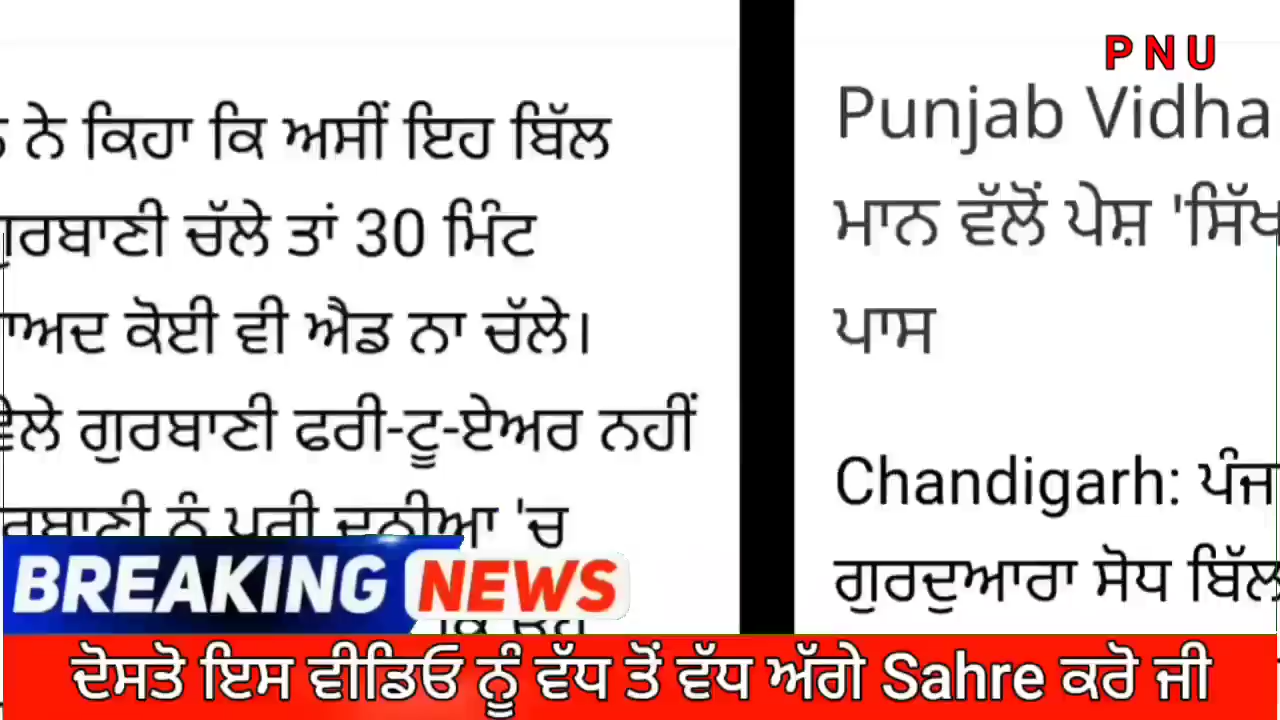 ਨੇ ਕਿਹਾ ਕਿ ਅਸੀਂ ਇਹ ਬਿੱਲ
ਗੁਰਬਾਣੀ ਚੱਲੇ ਤਾਂ 30 ਮਿੰਟ
ਕੋਈ ਵੀ ਐਡ ਨਾ ਚੱਲੇ।
ਗੁਰਬਾਣੀ ਫਰੀ-ਟੂ-ਏਅਰ ਨਹੀਂ
'ਚ
PNU
Punjab Vidha
ਮਾਨ ਵੱਲੋਂ ਪੇਸ਼ 'ਸਿੱਖ
ਪਾਸ
Chandigarh: ਪੰਜ
ਗੁਰਦੁਆਰਾ ਸੋਧ ਬਿੱਲ
BREAKING NEWS
ਦੋਸਤੋ ਇਸ ਵੀਡਿਓ ਨੂੰ ਵੱਧ ਤੋਂ ਵੱਧ ਅੱਗੇ Sahre ਕਰੋ ਜੀ